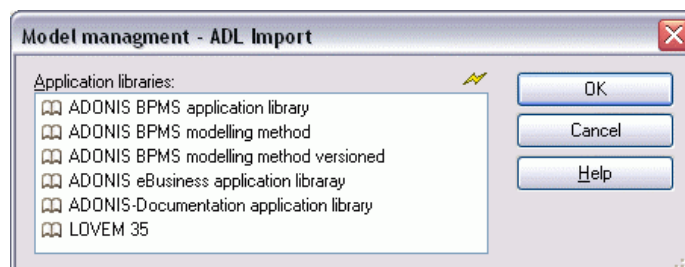 Model managment - ADL Import
Application libraries:
OK
ADONIS BPMS application library
ADONIS BPMS modelling method
Cancel
ADONIS BPMS modelling method versioned
Help
ADONIS eBusiness application libraray
ADONIS-Documentation application library
LOVEM 35